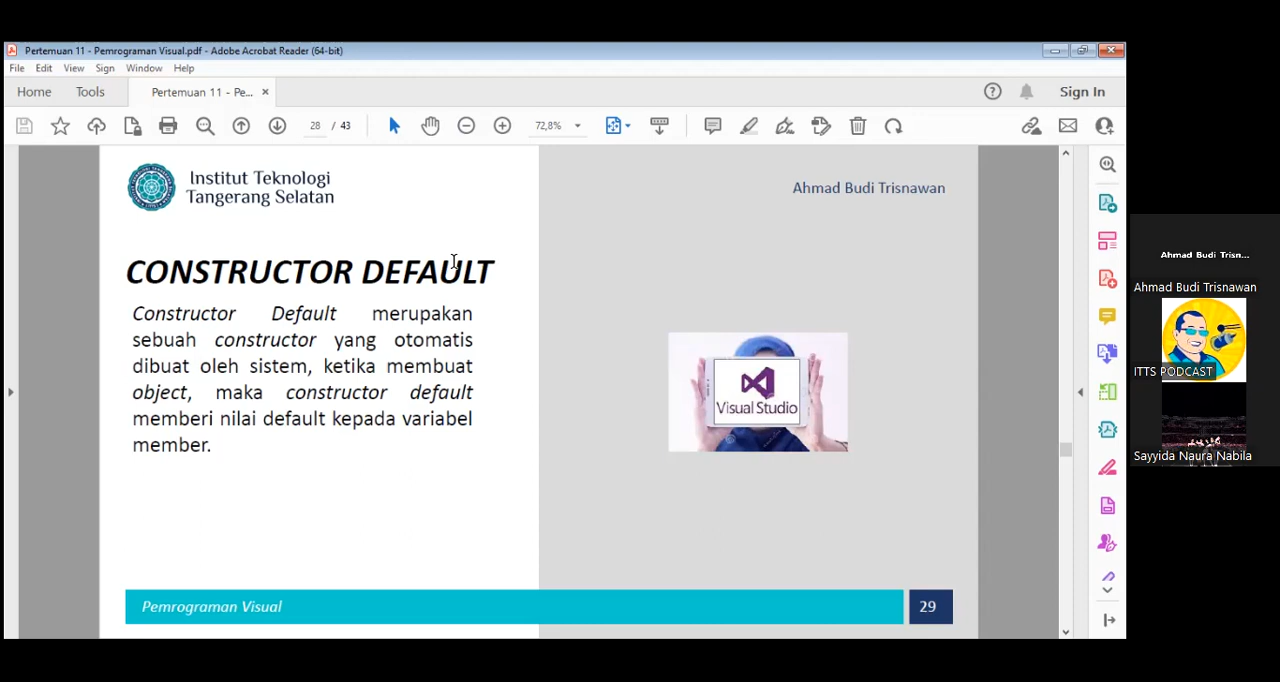 Pertemuan 11 - Pemrograman Visual.pdf - Adobe Acrobat Reader (64-bit)
File Edit View Sign Window Help
Home Tools Pertemuan 11 - Pe... × Sign In
28 / 43 72,8%
Institut Teknologi
Tangerang Selatan
Ahmad Budi Trisnawan
CONSTRUCTOR DEFAULT
Constructor Default merupakan
sebuah constructor yang otomatis
dibuat oleh sistem, ketika membuat
object, maka constructor default
memberi nilai default kepada variabel
member.
Visual Studio
Pemrograman Visual 29
Ahmad Budi Trisn...
Ahmad Budi Trisnawan
ITTS PODCAST
Sayyida Naura Nabila